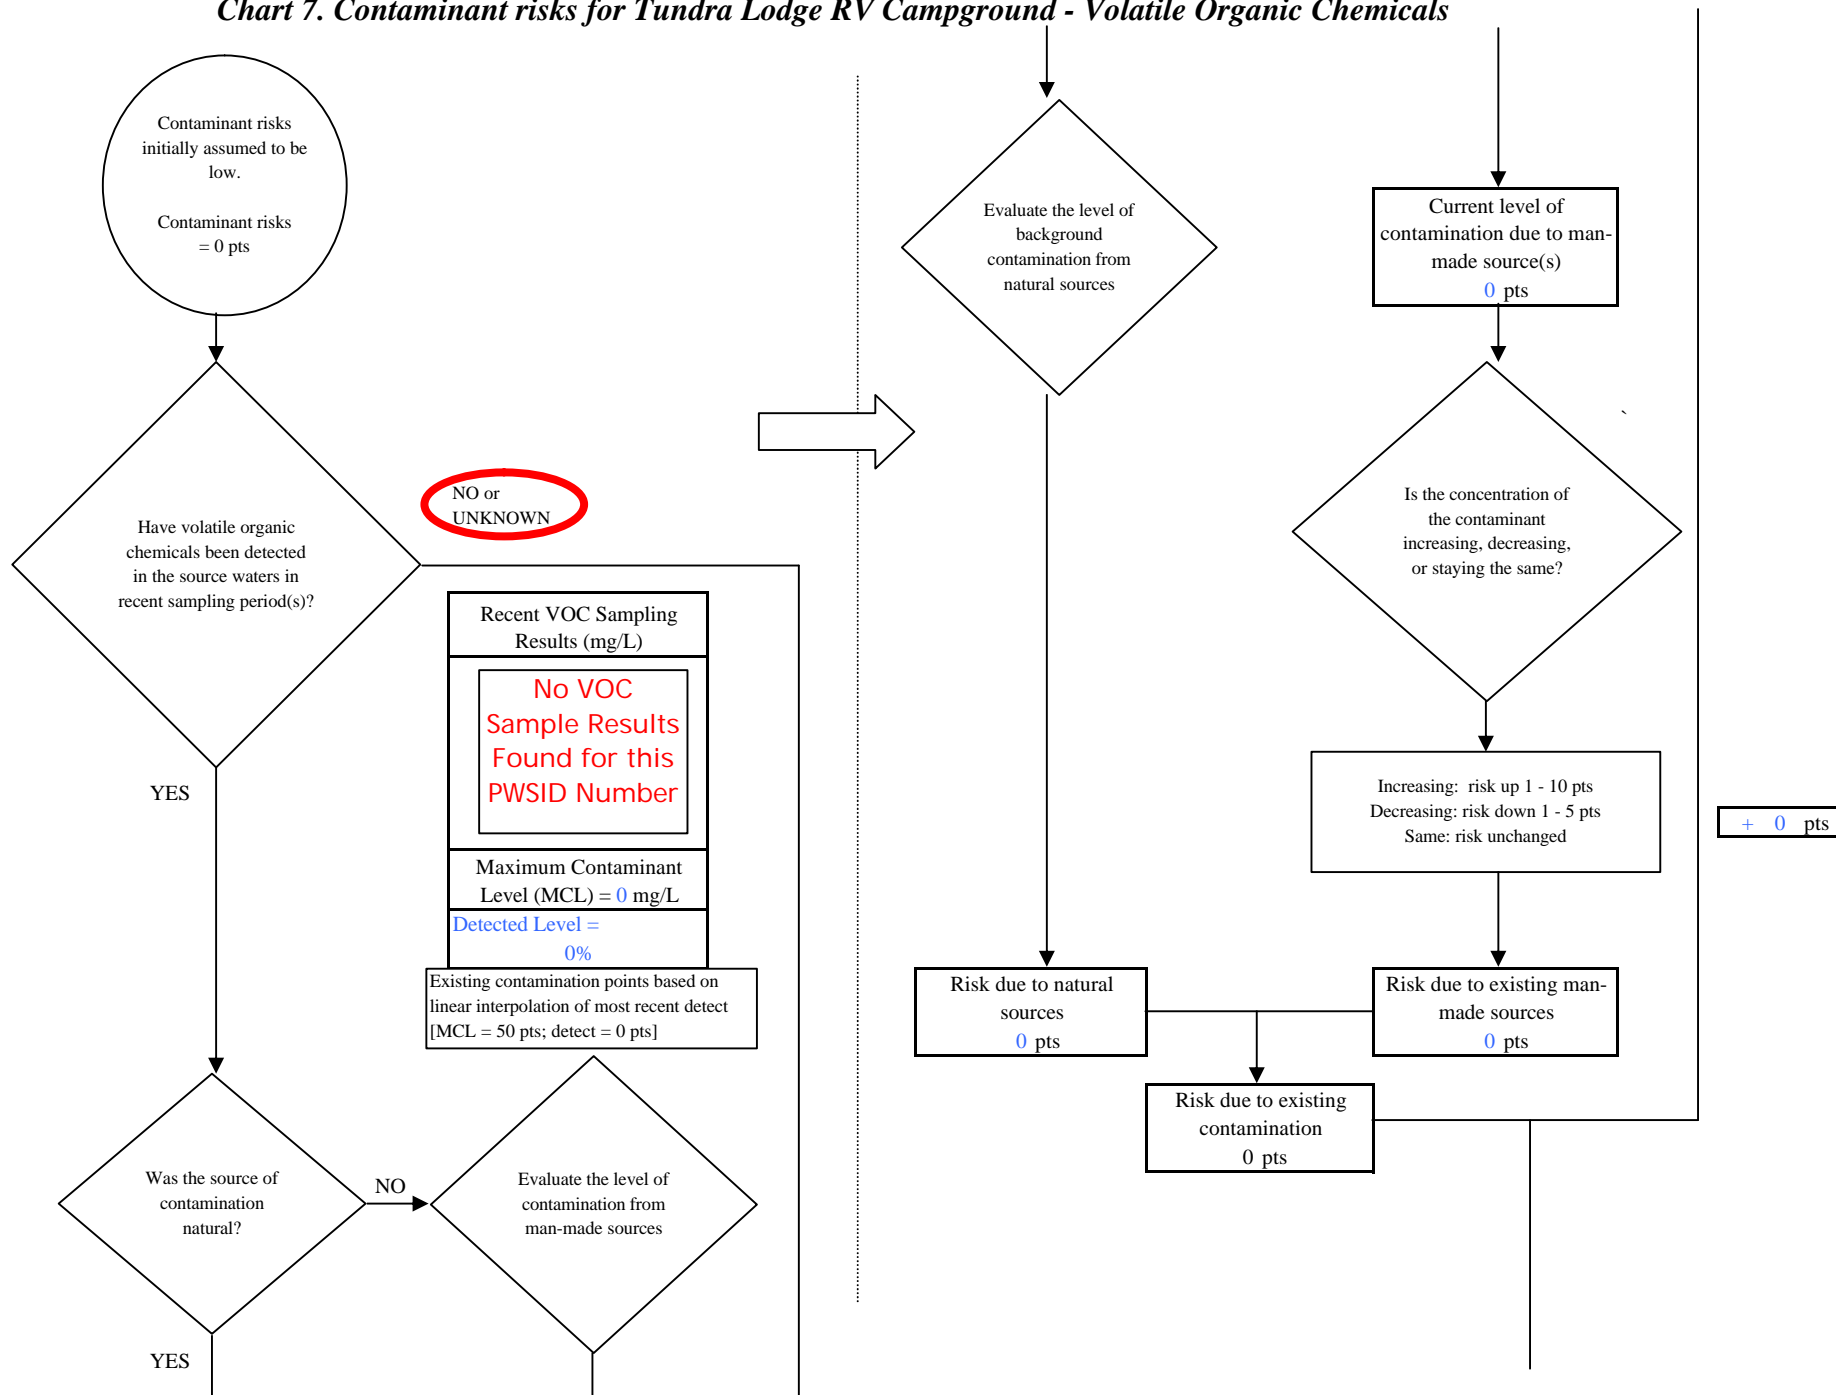 Chart 7. Contaminant risks for Tundra Lodge RV Campground - Volatile Organic Chemicals
Contaminant risks
initially assumed to be
low.
Contaminant risks
= 0 pts
Have volatile organic
chemicals been detected
in the source waters in
recent sampling period(s)?
NO or
UNKNOWN
YES
Recent VOC Sampling
Results (mg/L)
No VOC
Sample Results
Found for this
PWSID Number
Maximum Contaminant
Level (MCL) = 0 mg/L
Detected Level =
0%
Existing contamination points based on
linear interpolation of most recent detect
[MCL = 50 pts; detect = 0 pts]
Was the source of
contamination
natural?
NO
YES
Evaluate the level of
contamination from
man-made sources
Evaluate the level of
background
contamination from
natural sources
Current level of
contamination due to man-
made source(s)
0 pts
`
Is the concentration of
the contaminant
increasing, decreasing,
or staying the same?
Increasing: risk up 1 - 10 pts
Decreasing: risk down 1 - 5 pts
Same: risk unchanged
+ 0 pts
Risk due to natural
sources
0 pts
Risk due to existing man-
made sources
0 pts
Risk due to existing
contamination
0 pts